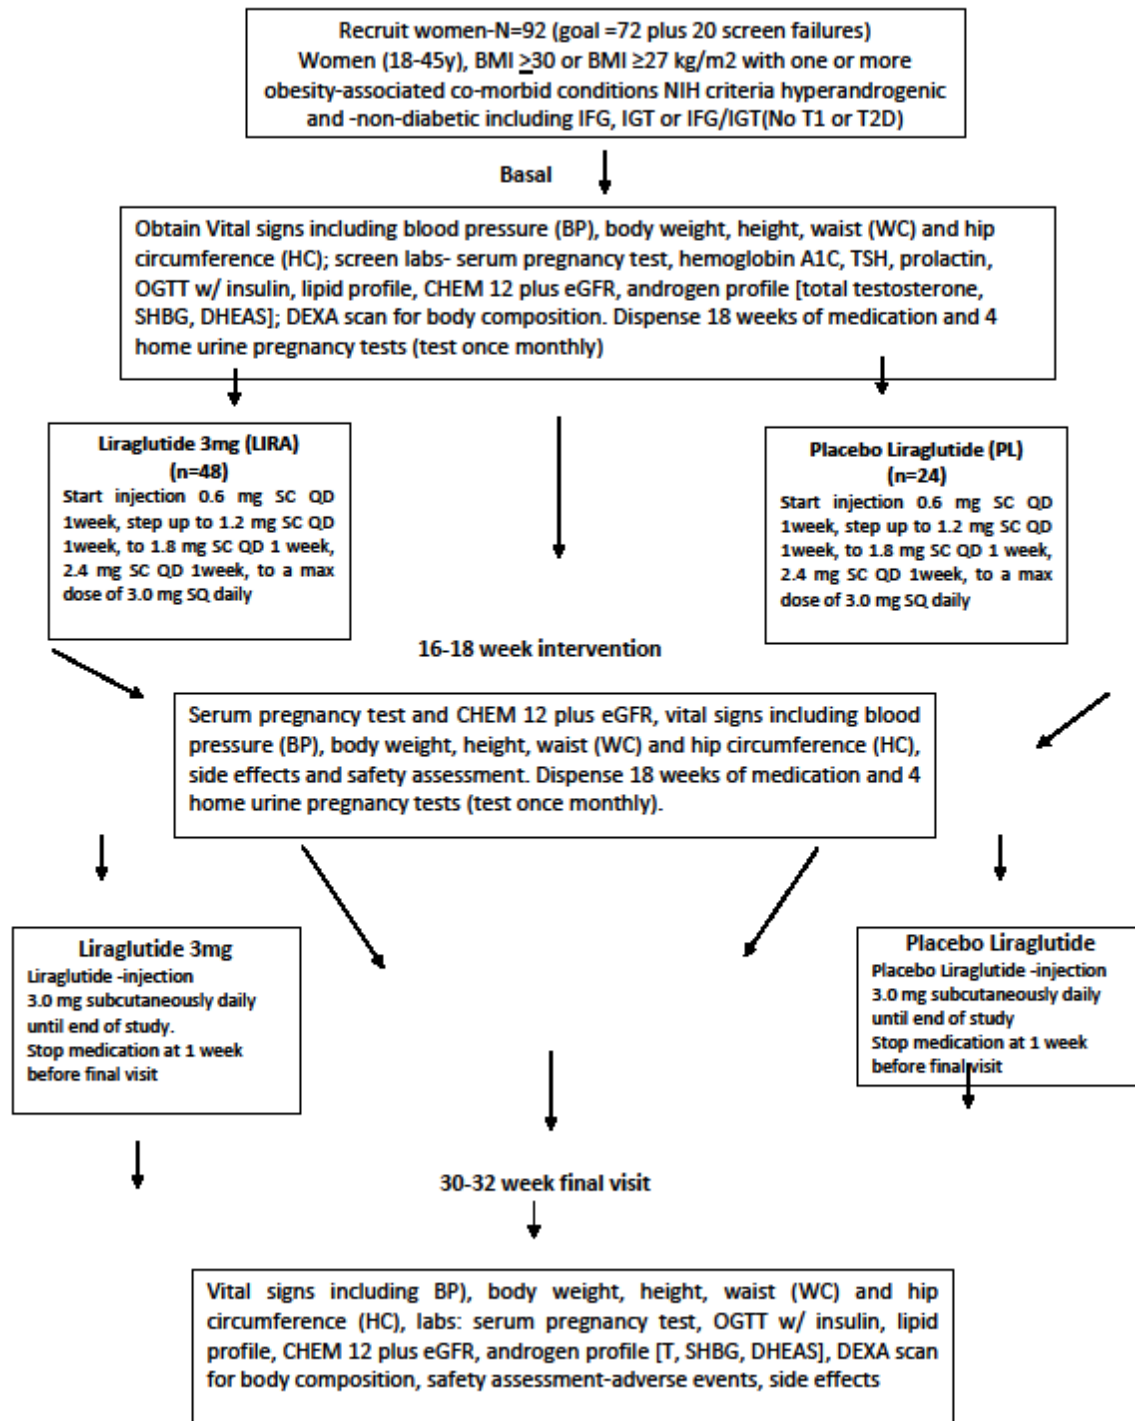 Recruit women-N=92 (goal =72 plus 20 screen failures)
Women (18-45y), BMI >30 or BMI ≥27 kg/m2 with one or more
obesity-associated co-morbid conditions NIH criteria hyperandrogenic
and -non-diabetic including IFG, IGT or IFG/IGT(No T1 or T2D)
Basal
Obtain Vital signs including blood pressure (BP), body weight, height, waist (WC) and hip
circumference (HC); screen labs- serum pregnancy test, hemoglobin A1C, TSH, prolactin,
OGTT w/ insulin, lipid profile, CHEM 12 plus eGFR, androgen profile [total testosterone,
SHBG, DHEAS]; DEXA scan for body composition. Dispense 18 weeks of medication and 4
home urine pregnancy tests (test once monthly)
Liraglutide 3mg (LIRA)
(n=48)
Start injection 0.6 mg SC QD
1week, step up to 1.2 mg SC QD
1week, to 1.8 mg SC QD 1 week,
2.4 mg SC QD 1week, to a max
dose of 3.0 mg SQ daily
Placebo Liraglutide (PL)
(n=24)
Start injection 0.6 mg SC QD
1week, step up to 1.2 mg SC QD
1week, to 1.8 mg SC QD 1 week,
2.4 mg SC QD 1week, to a max
dose of 3.0 mg SQ daily
16-18 week intervention
Serum pregnancy test and CHEM 12 plus eGFR, vital signs including blood
pressure (BP), body weight, height, waist (WC) and hip circumference (HC),
side effects and safety assessment. Dispense 18 weeks of medication and 4
home urine pregnancy tests (test once monthly).
Liraglutide 3mg
Liraglutide -injection
3.0 mg subcutaneously daily
until end of study.
Stop medication at 1 week
before final visit
Placebo Liraglutide
Placebo Liraglutide -injection
3.0 mg subcutaneously daily
until end of study
Stop medication at 1 week
before final visit
30-32 week final visit
Vital signs including BP), body weight, height, waist (WC) and hip
circumference (HC), labs: serum pregnancy test, OGTT w/ insulin, lipid
profile, CHEM 12 plus eGFR, androgen profile [T, SHBG, DHEAS], DEXA scan
for body composition, safety assessment-adverse events, side effects